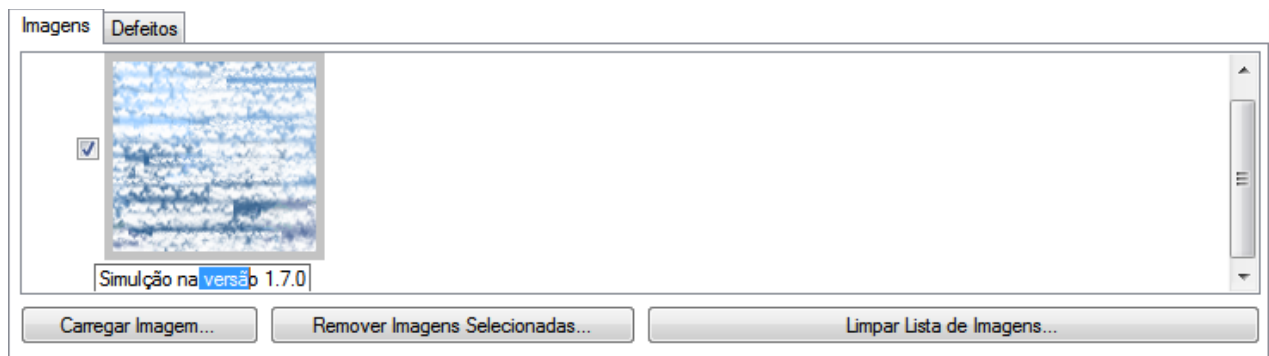 Imagens Defeitos
Simulção na versão 1.7.0
Carregar Imagem... Remover Imagens Selecionadas... Limpar Lista de Imagens...